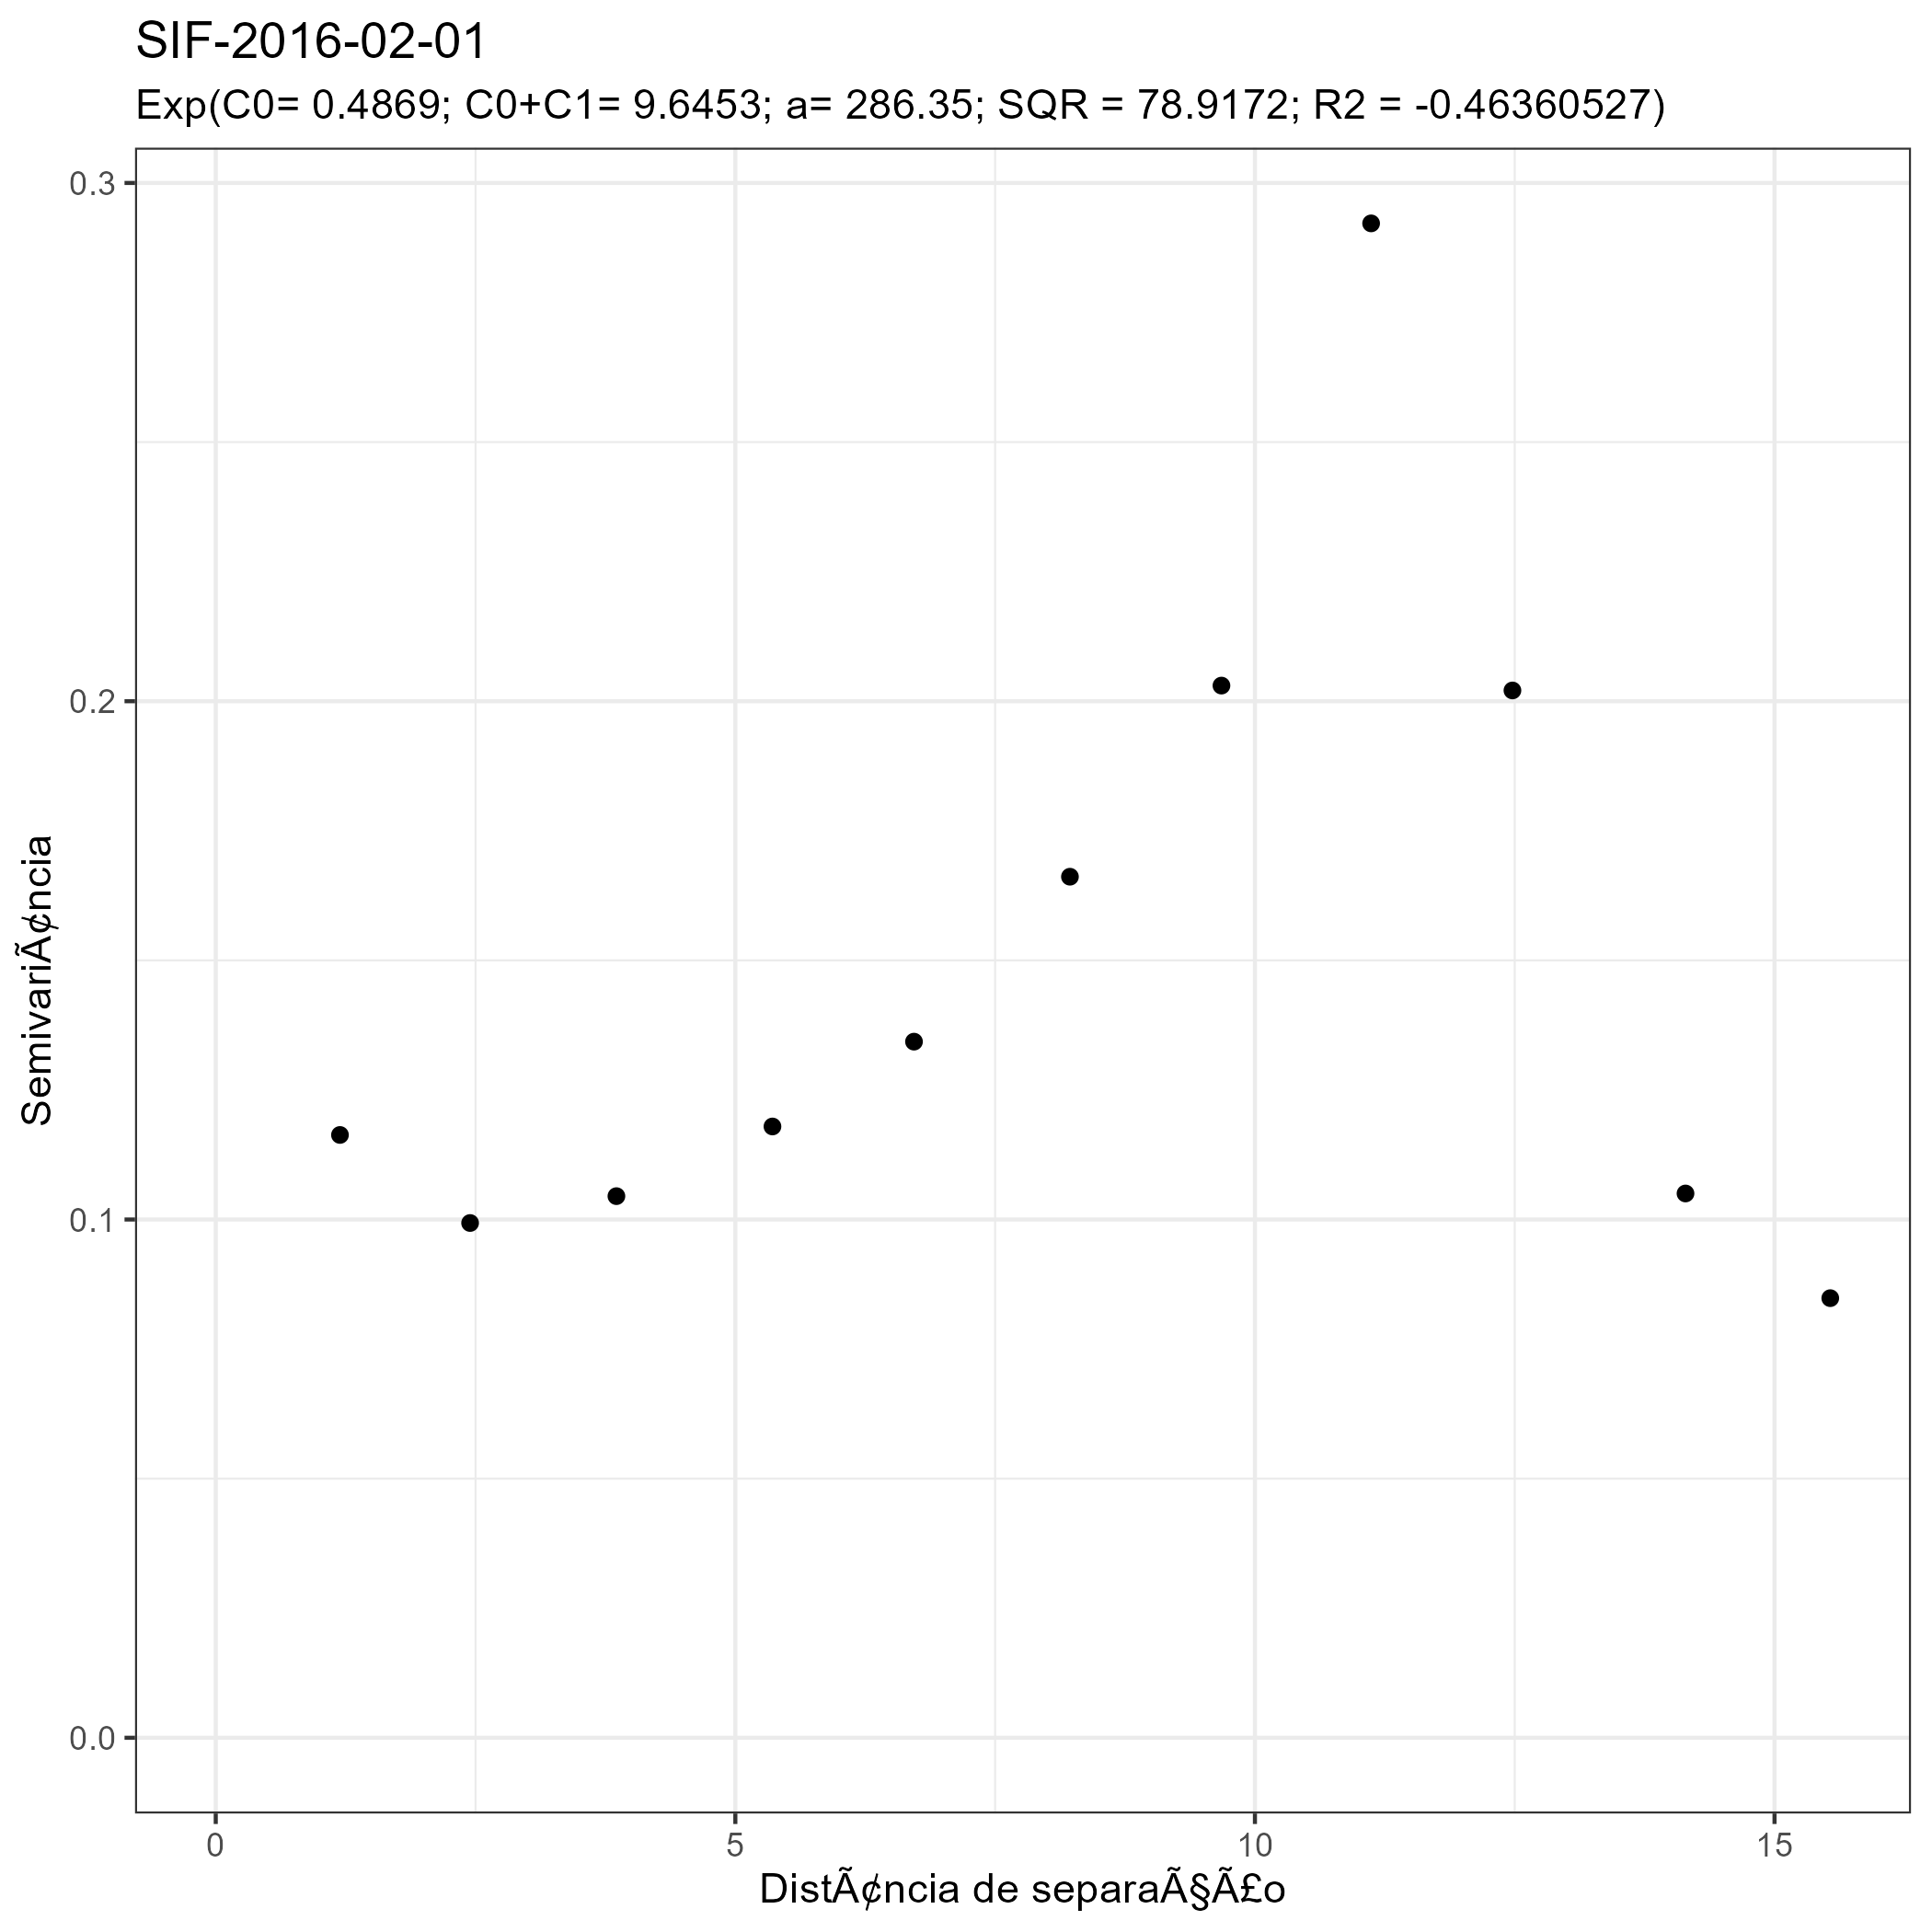 SIF-2016-02-01
Exp(C0= 0.4869; C0+C1= 9.6453; a= 286.35; SQR = 78.9172; R2 = -0.46360527)
0.3
0.2
0.1
0.0
SemivariÃ¢ncia
0 5 10 15
DistÃ¢ncia de separaÃ§Ã£o